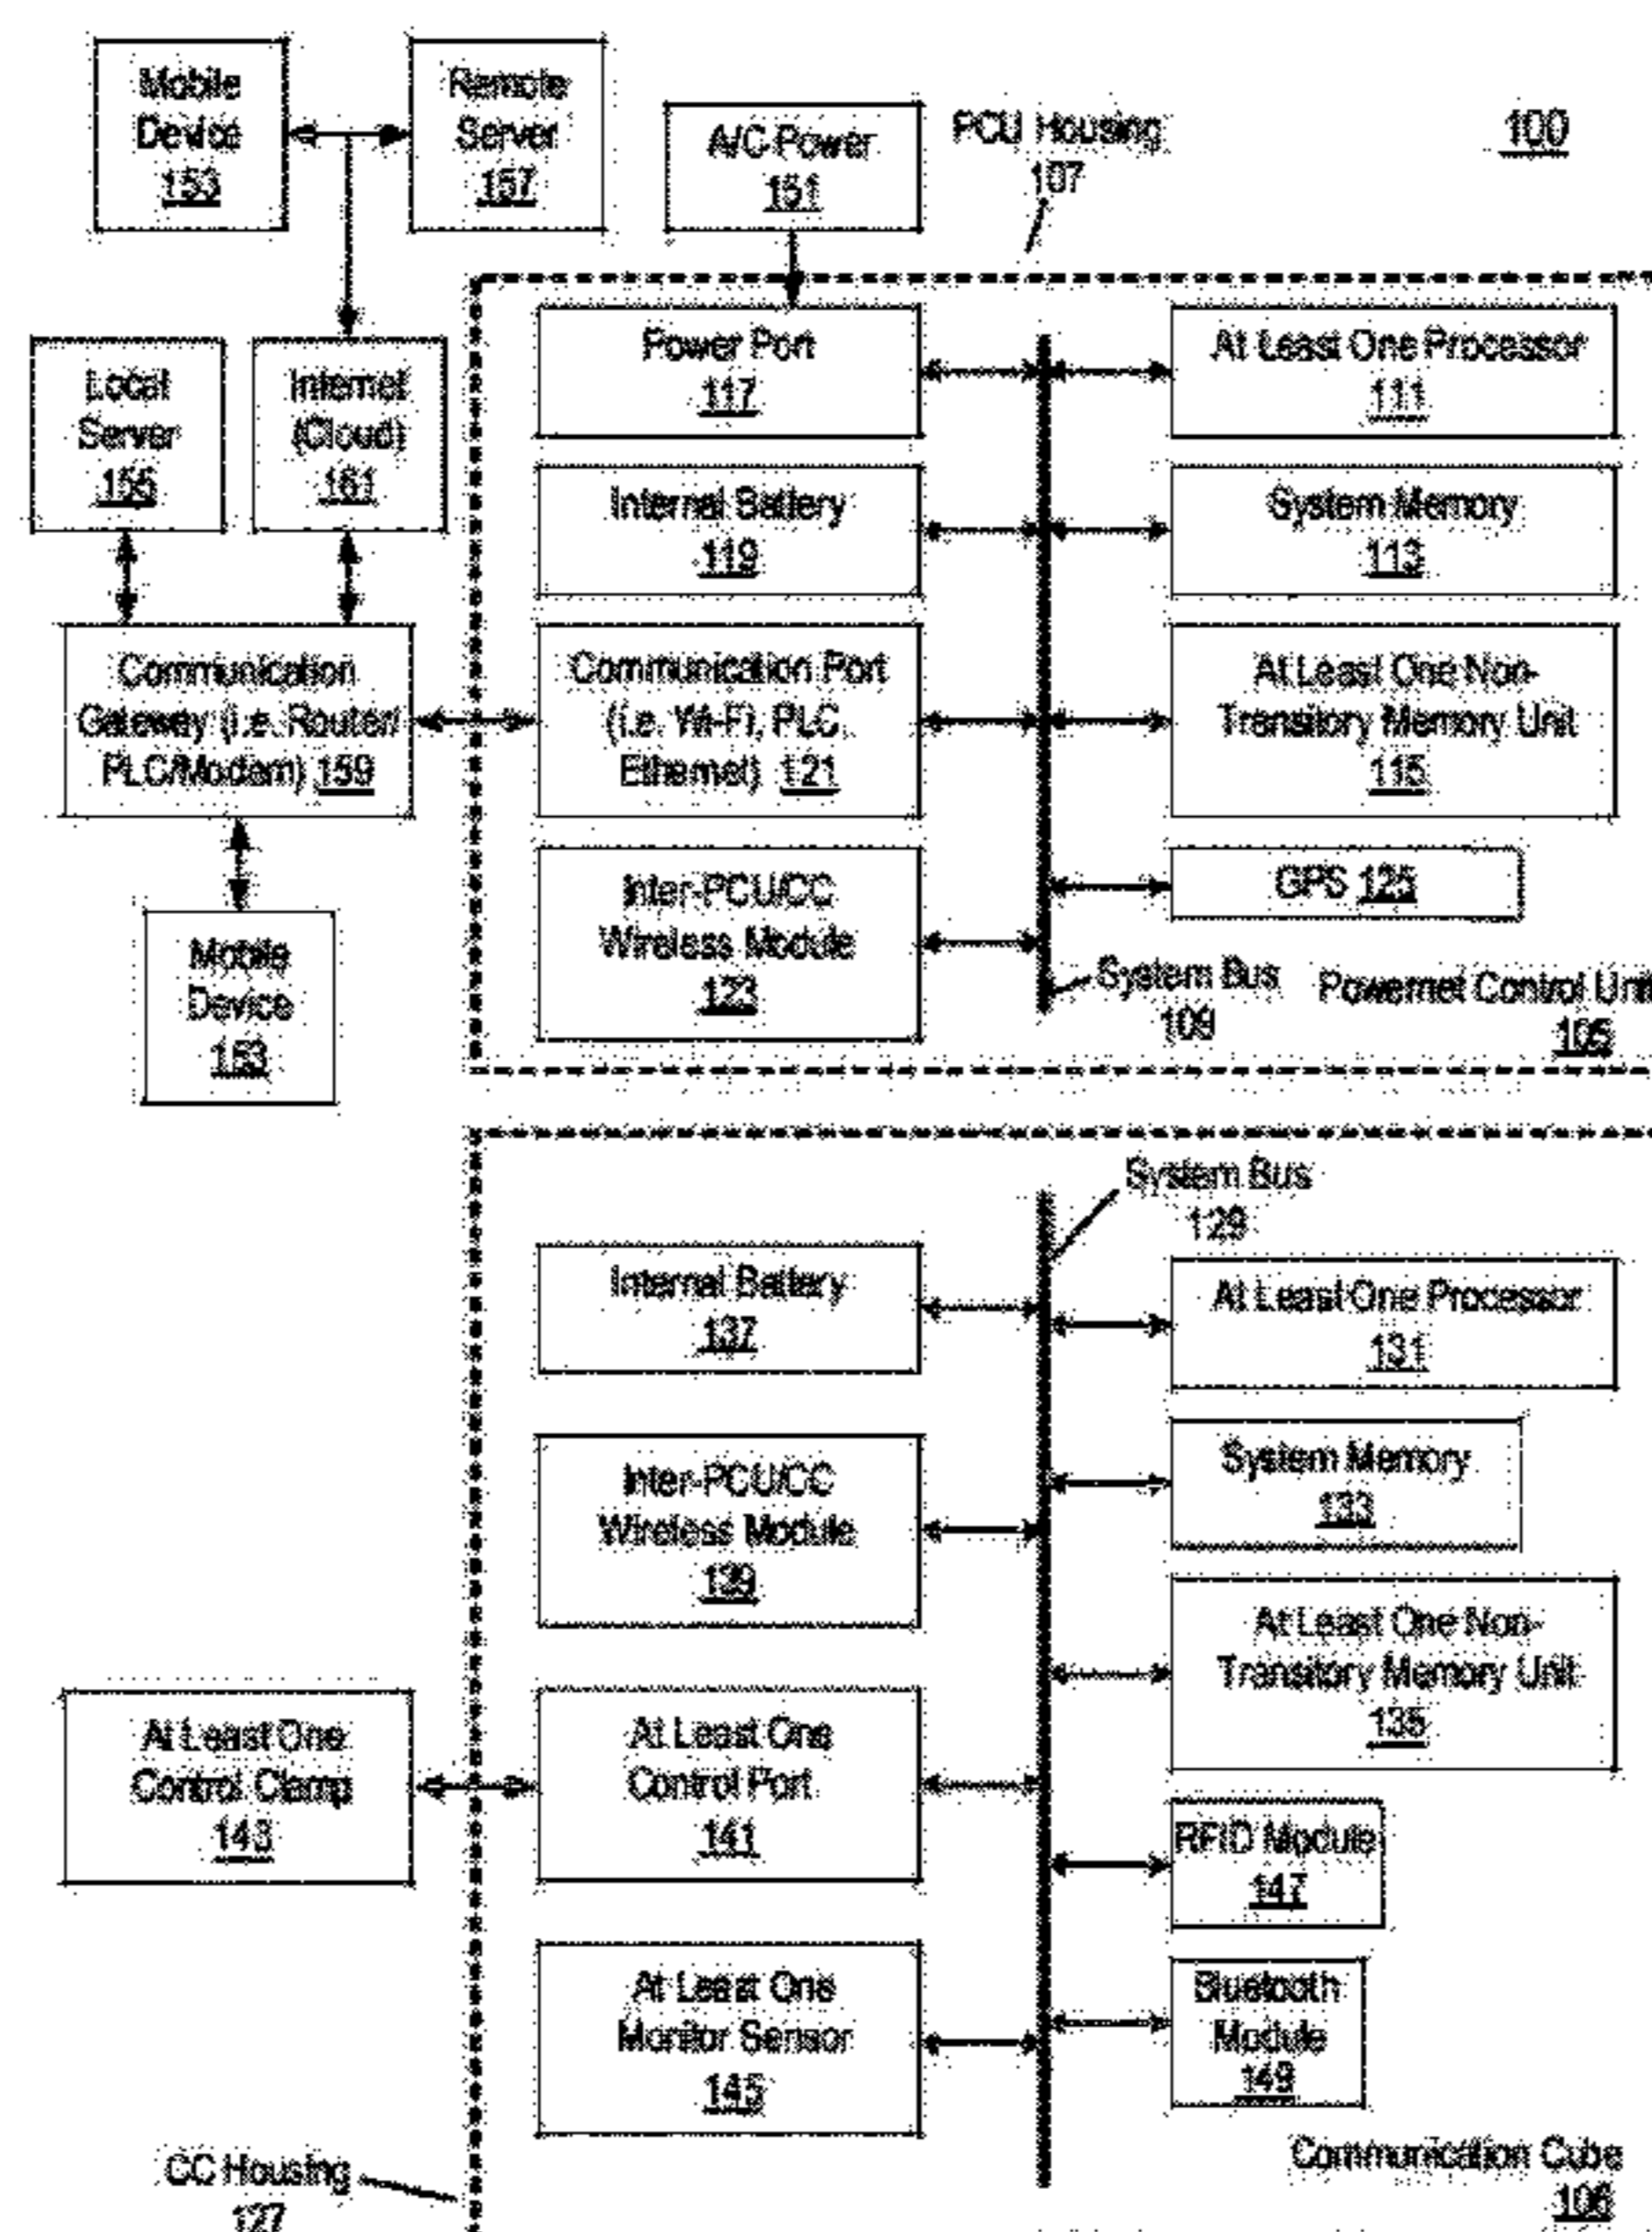 Mobile
Device
153
Remote
Server
157
A/C Power
151
PCU Housing
107
100
Local
Server
155
Internet
(Cloud)
161
Communication
Gateway (i.e. Router/
PLC/Modem) 159
Mobile
Device
153
Power Port
117
Internal Battery
119
Communication Port
(i.e. Wi-Fi), PLC,
Ethernet) 121
Inter-PCU/CC
Wireless Module
123
At Least One Processor
111
System Memory
113
At Least One Non-
Transitory Memory Unit
115
GPS 125
System Bus
109
Powernet Control Unit
105
System Bus
129
Internal Battery
137
Inter-PCU/CC
Wireless Module
139
At Least One
Control Clamp
143
At Least One
Control Port
141
At Least One
Monitor Sensor
145
At Least One Processor
131
System Memory
133
At Least One Non-
Transitory Memory Unit
135
RFID Module
147
Bluetooth
Module
149
CC Housing
127
Communication Cube
106